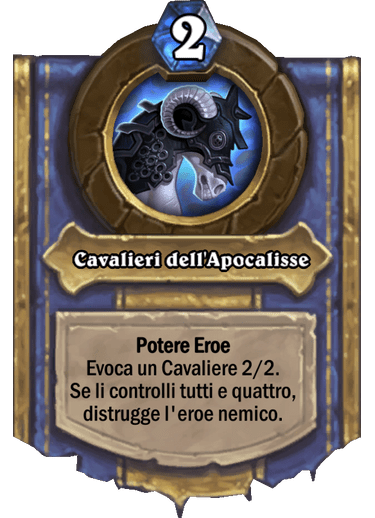 2
Cavalieri dell'Apocalisse
Potere Eroe
Evoca un Cavaliere 2/2.
Se li controlli tutti e quattro,
distrugge l'eroe nemico.